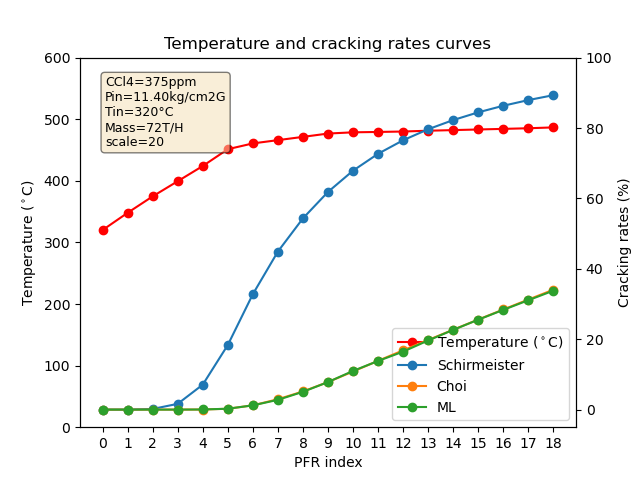 Temperature and cracking rates curves
CCl4=375ppm
Pin=11.40kg/cm2G
Tin=320°C
Mass=72T/H
scale=20
Temperature (°C)
600
500
400
300
200
100
0
Cracking rates (%)
100
80
60
40
20
0
Temperature (°C)
Schirmeister
Choi
ML
0 1 2 3 4 5 6 7 8 9 10 11 12 13 14 15 16 17 18
PFR index